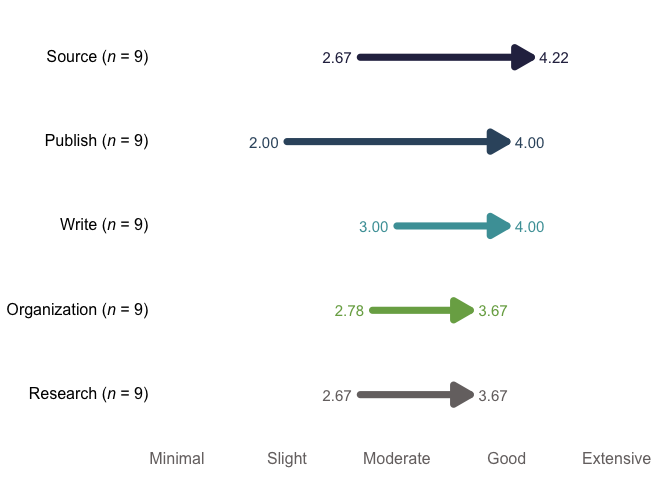 Source (n = 9) 2.67 4.22
Publish (n = 9) 2.00 4.00
Write (n = 9) 3.00 4.00
Organization (n = 9) 2.78 3.67
Research (n = 9) 2.67 3.67
Minimal Slight Moderate Good Extensive